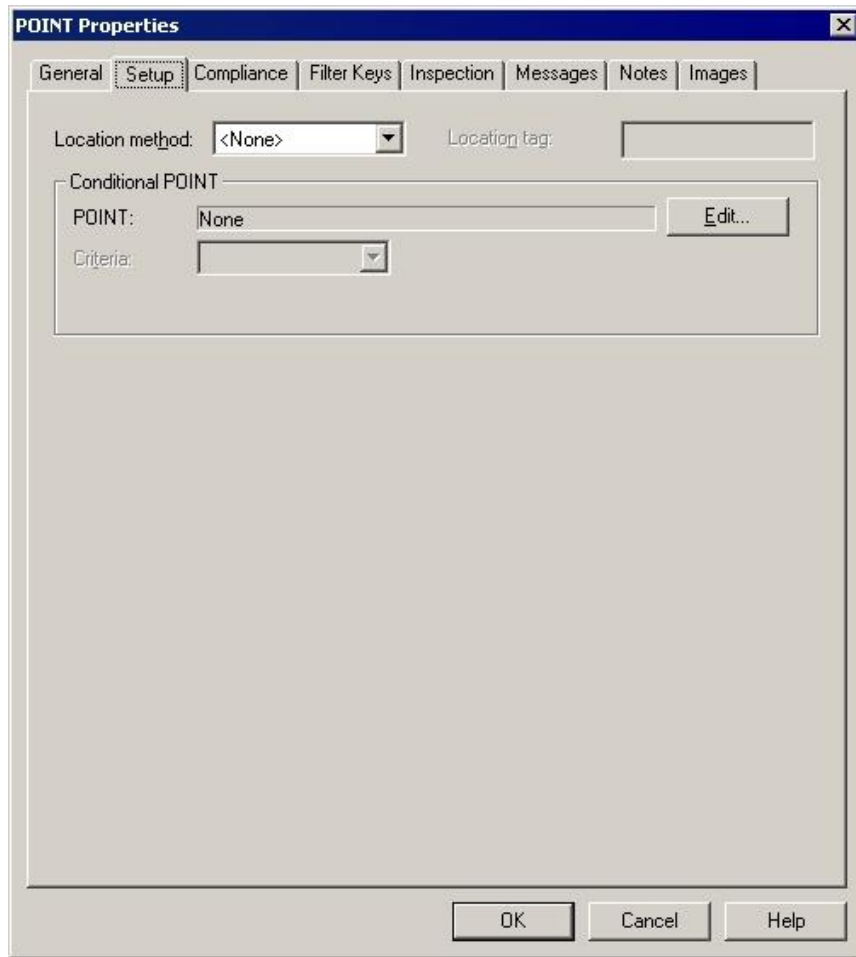 POINT Properties
General Setup Compliance Filter Keys Inspection Messages Notes Images
Location method: <None> Location tag:
Conditional POINT
POINT: None Edit...
Criteria:
OK Cancel Help